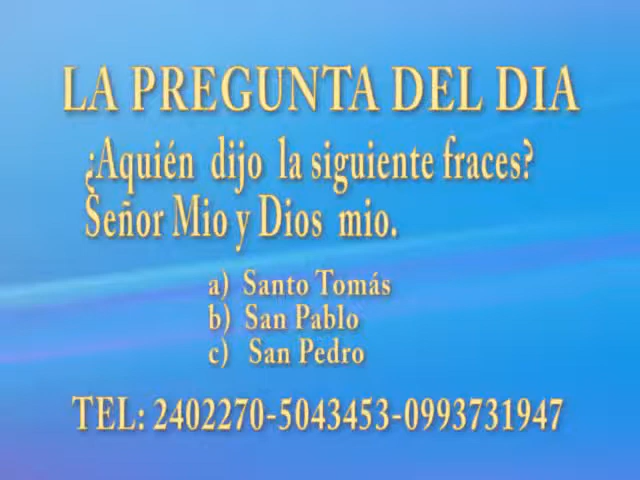 LA PREGUNTA DEL DIA
¿Aquién dijo la siguiente fraces?
Señor Mio y Dios mio.
a) Santo Tomás
b) San Pablo
c) San Pedro
TEL: 2402270-5043453-0993731947